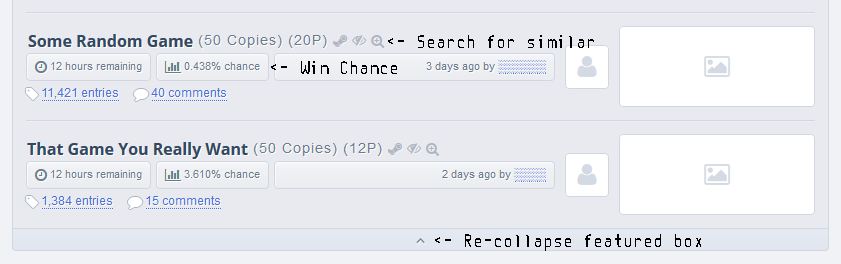 Some Random Game (50 Copies) (20P) <- Search for similar
12 hours remaining 0.438% chance <- Win Chance 3 days ago by
11,421 entries 40 comments
That Game You Really Want (50 Copies) (12P)
12 hours remaining 3.610% chance 2 days ago by
1,384 entries 15 comments
<- Re-collapse featured box